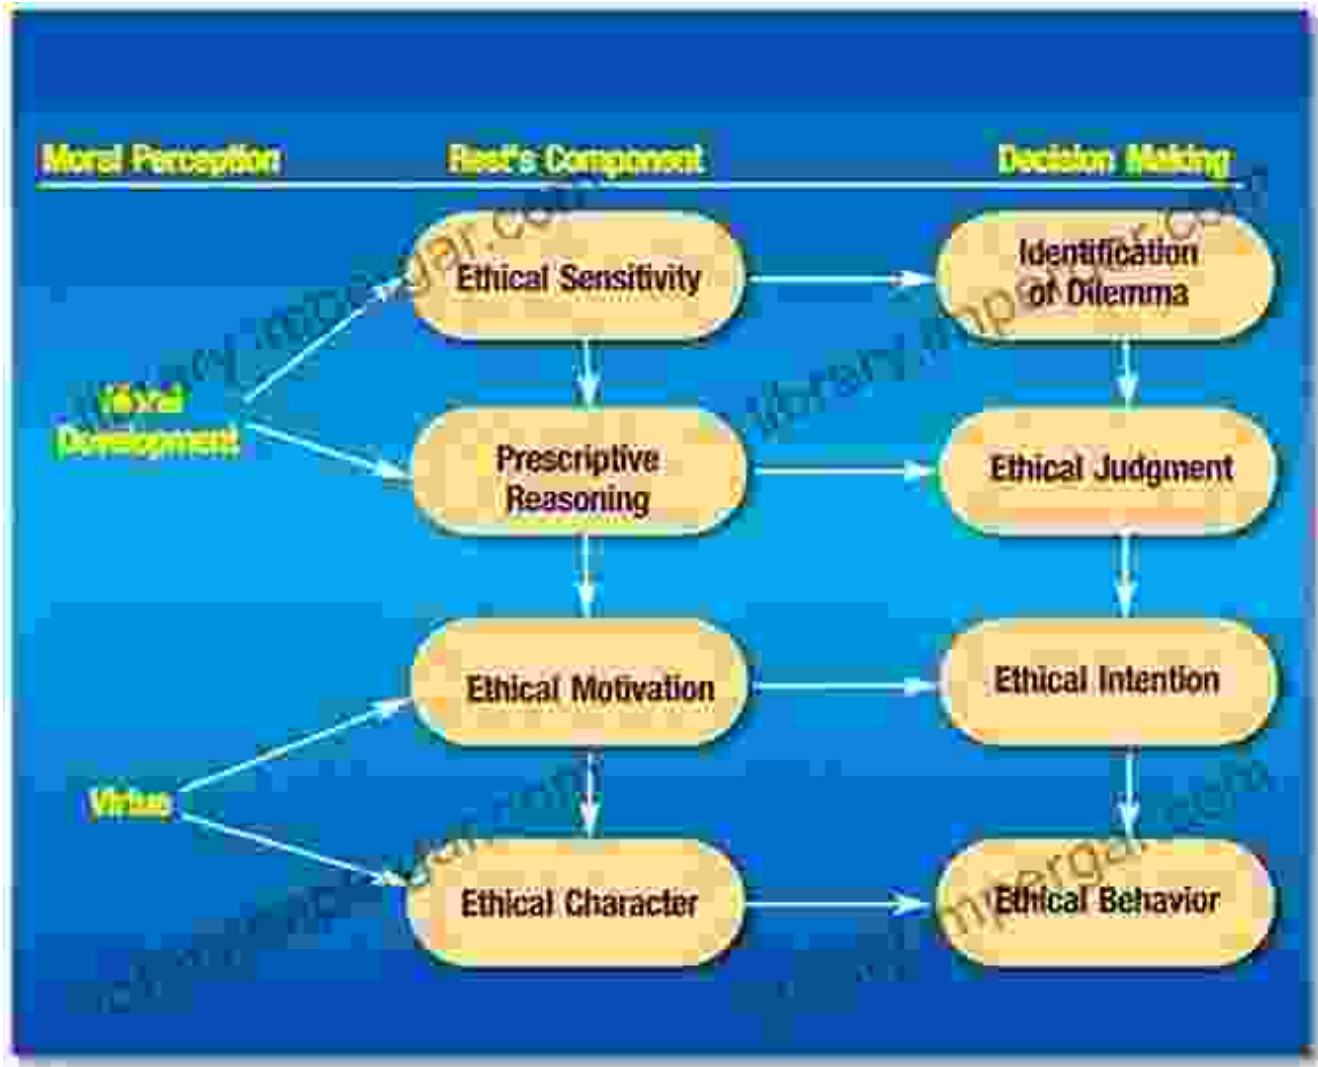 Moral Perception
Rest's Component
Decision Making
Ethical Sensitivity
Identification
of Dilemma
Moral
Development
Prescriptive
Reasoning
Ethical Judgment
Ethical Motivation
Ethical Intention
Virtue
Ethical Character
Ethical Behavior